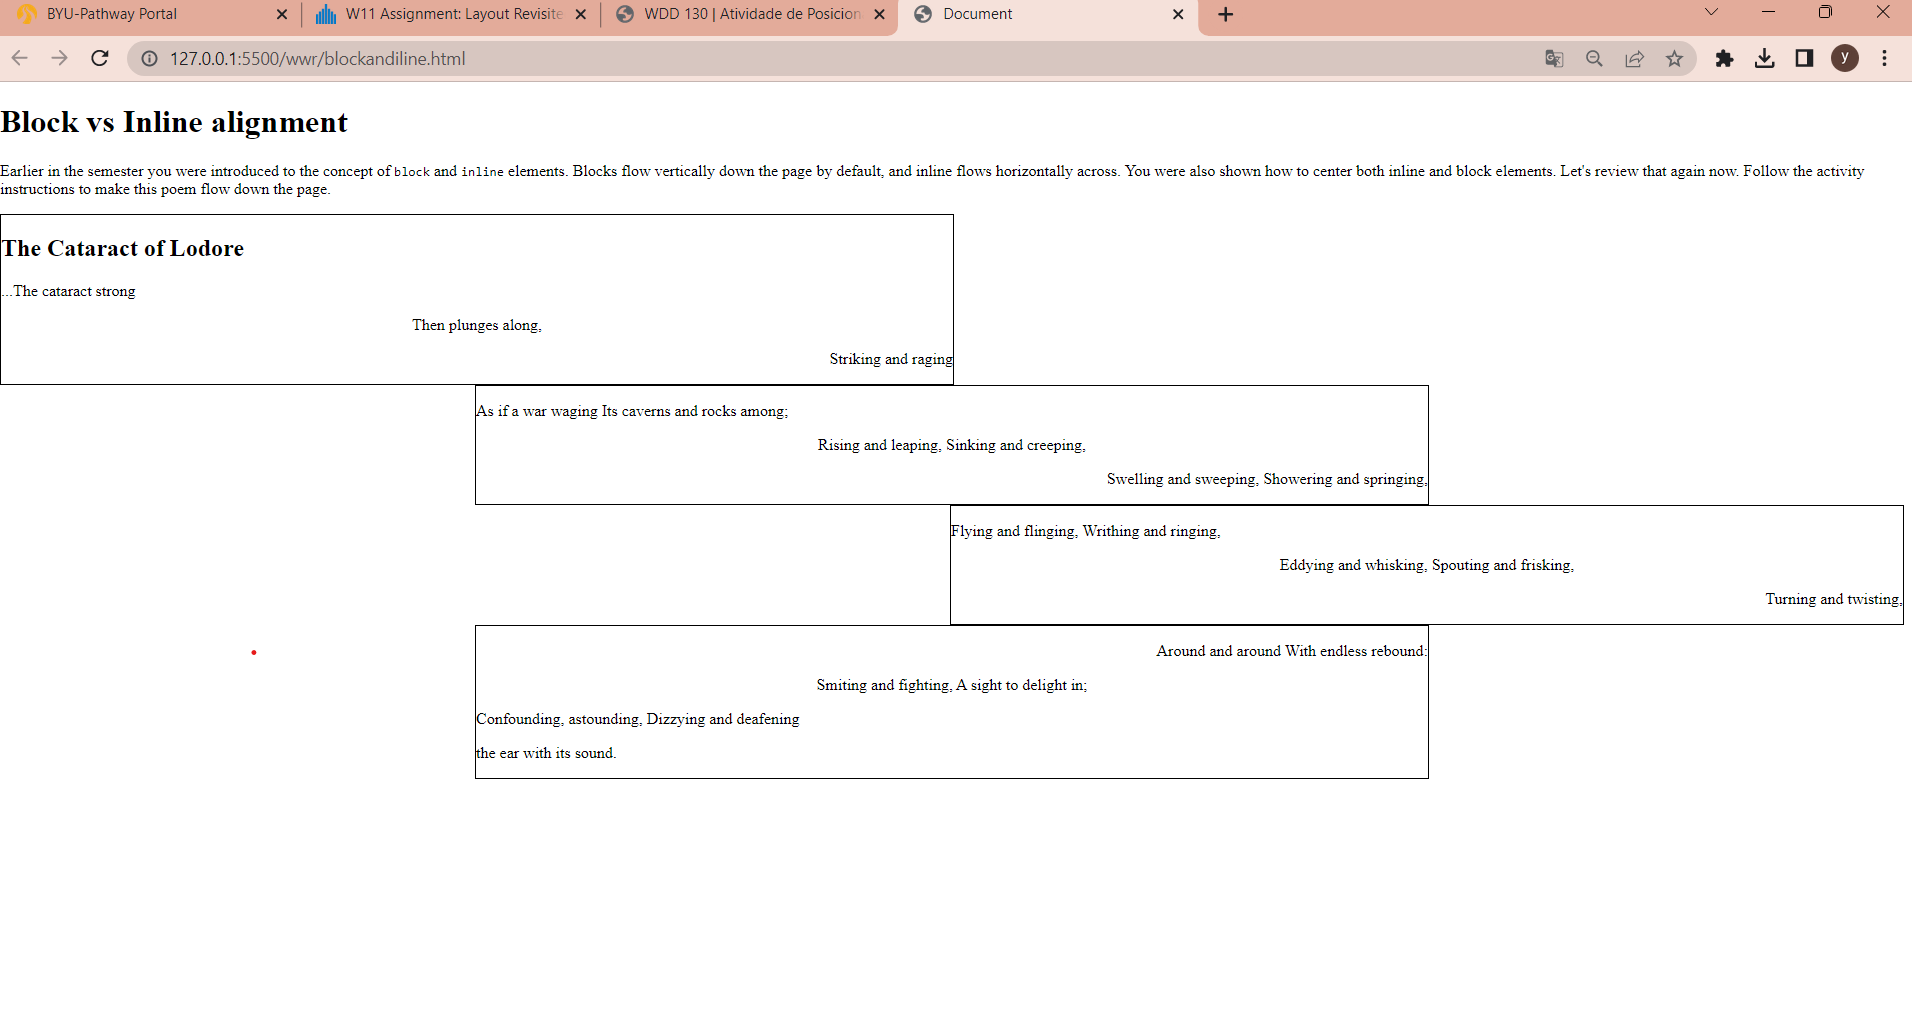 BYU-Pathway Portal
W11 Assignment: Layout Revisite
WDD 130 | Atividade de Posicion
Document
127.0.0.1:5500/wwr/blockandiline.html
y
Block vs Inline alignment
Earlier in the semester you were introduced to the concept of block and inline elements. Blocks flow vertically down the page by default, and inline flows horizontally across. You were also shown how to center both inline and block elements. Let's review that again now. Follow the activity
instructions to make this poem flow down the page.
The Cataract of Lodore
...The cataract strong
Then plunges along,
Striking and raging
As if a war waging Its caverns and rocks among;
Rising and leaping, Sinking and creeping,
Swelling and sweeping, Showering and springing,
Flying and flinging, Writhing and ringing,
Eddying and whisking, Spouting and frisking,
Turning and twisting,
Around and around With endless rebound:
Smiting and fighting, A sight to delight in;
Confounding, astounding, Dizzying and deafening
the ear with its sound.